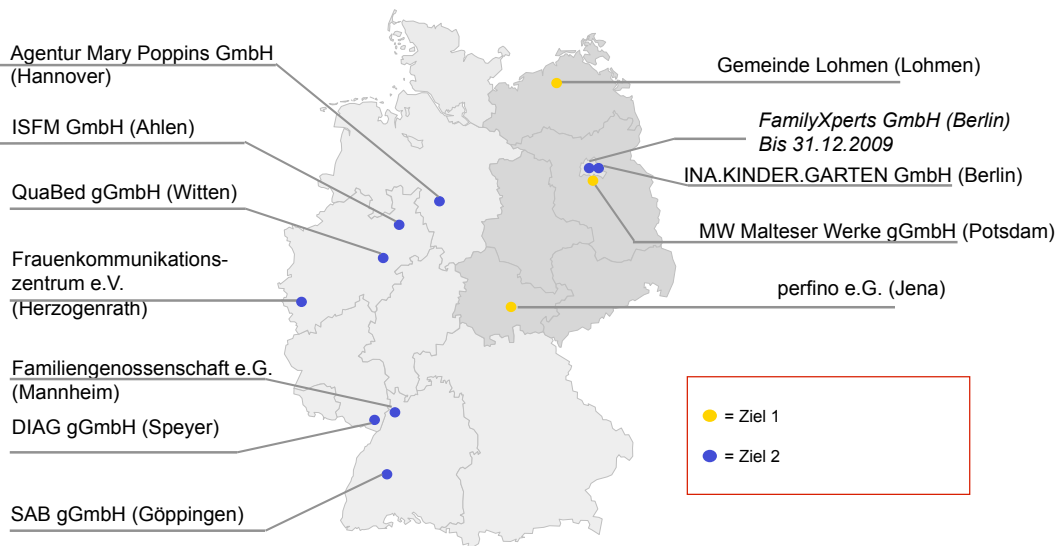 Agentur Mary Poppins GmbH
(Hannover)
ISFM GmbH (Ahlen)
QuaBed gGmbH (Witten)
Frauenkommunikations-
zentrum e.V.
(Herzogenrath)
Familiengenossenschaft e.G.
(Mannheim)
DIAG gGmbH (Speyer)
SAB gGmbH (Göppingen)
Gemeinde Lohmen (Lohmen)
FamilyXperts GmbH (Berlin)
Bis 31.12.2009
INA.KINDER.GARTEN GmbH (Berlin)
MW Malteser Werke gGmbH (Potsdam)
perfino e.G. (Jena)
= Ziel 1
= Ziel 2